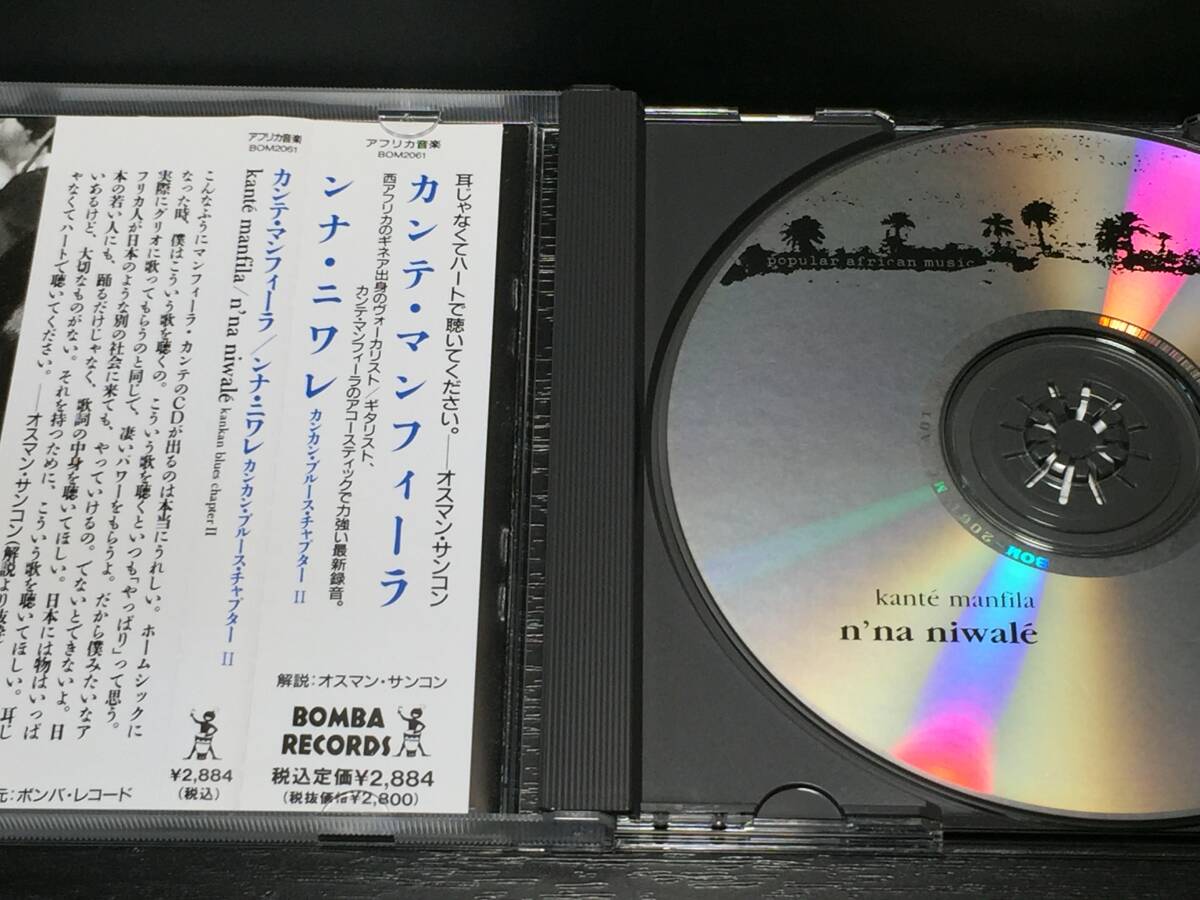 アフリカ音楽
BOM2061
耳じゃなくてハートで聴いてください。——オスマン・サンコン
カンテ・マンフィーラ
西アフリカのギネア出身のヴォーカリスト/ギタリスト、
カンテ・マンフィーラのアコースティックで力強い最新録音。
ンナ・ニワレ カンカン・ブルース・チャプター II
解説:オスマン・サンコン
BOMBA
RECORDS
税込定価¥2,884
(税抜価格¥2,800)
アフリカ音楽
BOM2061
カンテ・マンフィーラ/ンナ・ニワレ カンカン・ブルース・チャプター II
kanté manfila/n'na niwalé kankan blues chapter II
¥2,884
(税込)
こんなふうにマンフィーラ・カンテのCDが出るのは本当にうれしい。ホームシックに
なった時、僕はこういう歌を聴くの。こういう歌を聴くといつも「やっぱり」って思う。
実際にグリオに歌ってもらうのと同じで、凄いパワーをもらうよ。だから僕みたいなア
フリカ人が日本のような別の社会に来ても、やっていけるの。でないとできないよ。日
本の若い人にも、踊るだけじゃなく、歌詞の中身を聴いてほしい。日本には物はいっぱ
いあるけど、大切なものがない。それを持つために、こういう歌を聴いてほしい。耳じ
ゃなくてハートで聴いてください。——オスマン・サンコン(解説より抜粋)
元:ボンバ・レコード
popular african music
kanté manfila
n'na niwalé